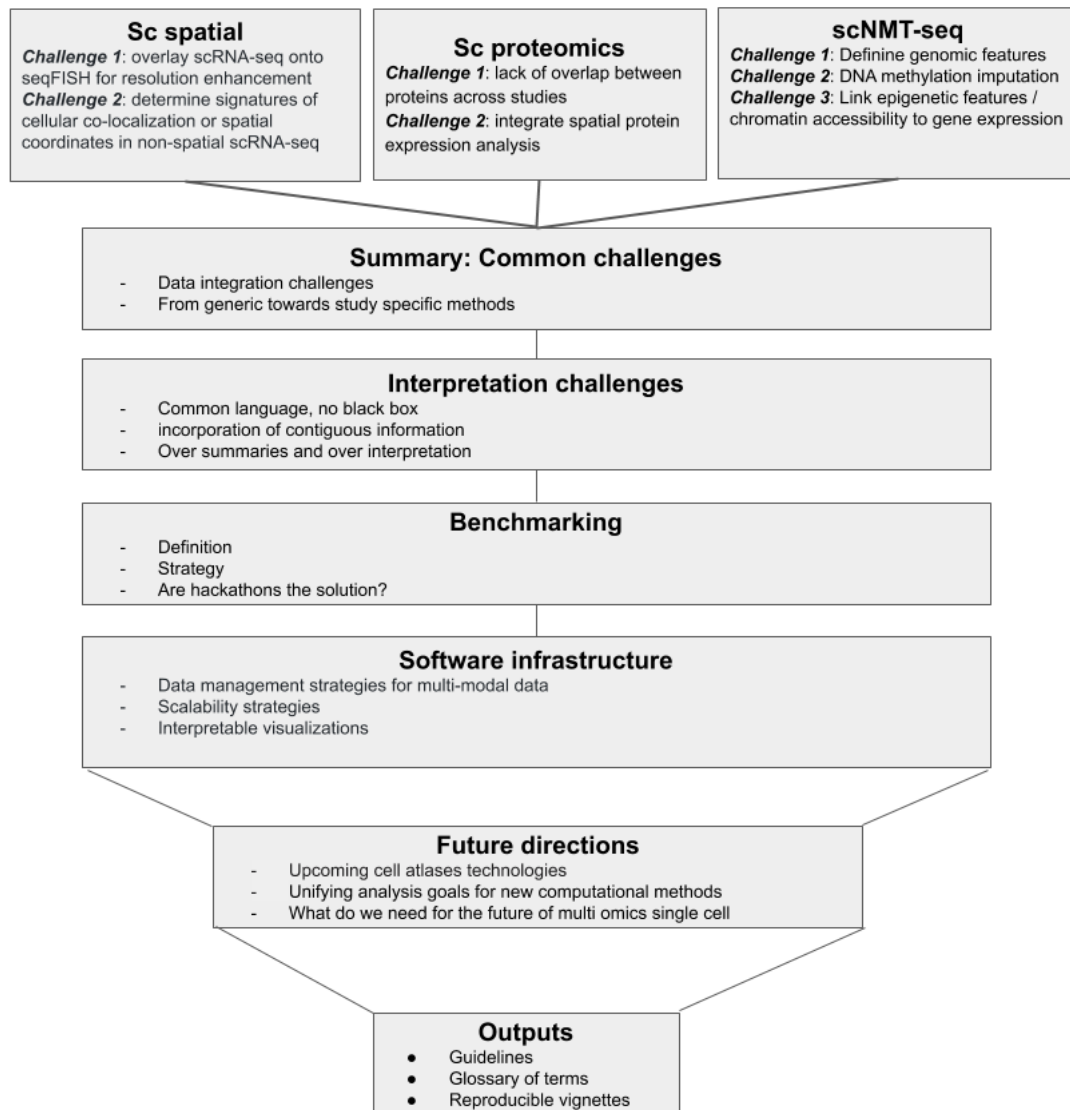 Sc spatial
Challenge 1: overlay scRNA-seq onto
seqFISH for resolution enhancement
Challenge 2: determine signatures of
cellular co-localization or spatial
coordinates in non-spatial scRNA-seq
Sc proteomics
Challenge 1: lack of overlap between
proteins across studies
Challenge 2: integrate spatial protein
expression analysis
scNMT-seq
Challenge 1: Definine genomic features
Challenge 2: DNA methylation imputation
Challenge 3: Link epigenetic features /
chromatin accessibility to gene expression
Summary: Common challenges
- Data integration challenges
- From generic towards study specific methods
Interpretation challenges
- Common language, no black box
- incorporation of contiguous information
- Over summaries and over interpretation
Benchmarking
- Definition
- Strategy
- Are hackathons the solution?
Software infrastructure
- Data management strategies for multi-modal data
- Scalability strategies
- Interpretable visualizations
Future directions
- Upcoming cell atlases technologies
- Unifying analysis goals for new computational methods
- What do we need for the future of multi omics single cell
Outputs
● Guidelines
● Glossary of terms
● Reproducible vignettes